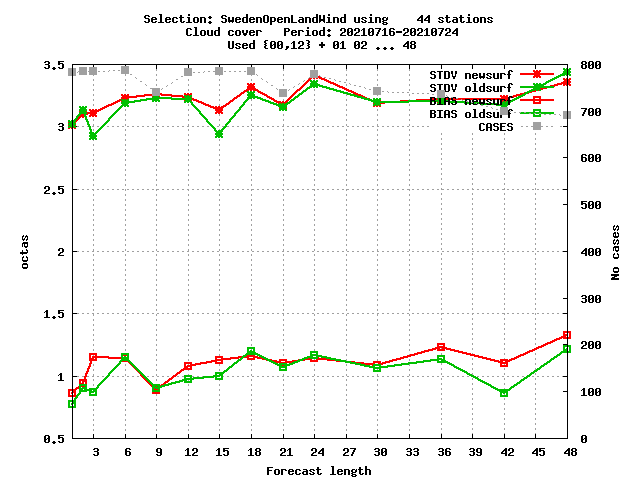 Selection: SwedenOpenLandWind using    44 stations
Cloud cover   Period: 20210716-20210724
Used {00,12} + 01 02 ... 48
STDV newsurf
STDV oldsurf
BIAS newsurf
BIAS oldsurf
CASES
3.5
3
2.5
2
1.5
1
0.5
octas
800
700
600
500
400
300
200
100
0
No cases
3 6 9 12 15 18 21 24 27 30 33 36 39 42 45 48
Forecast length